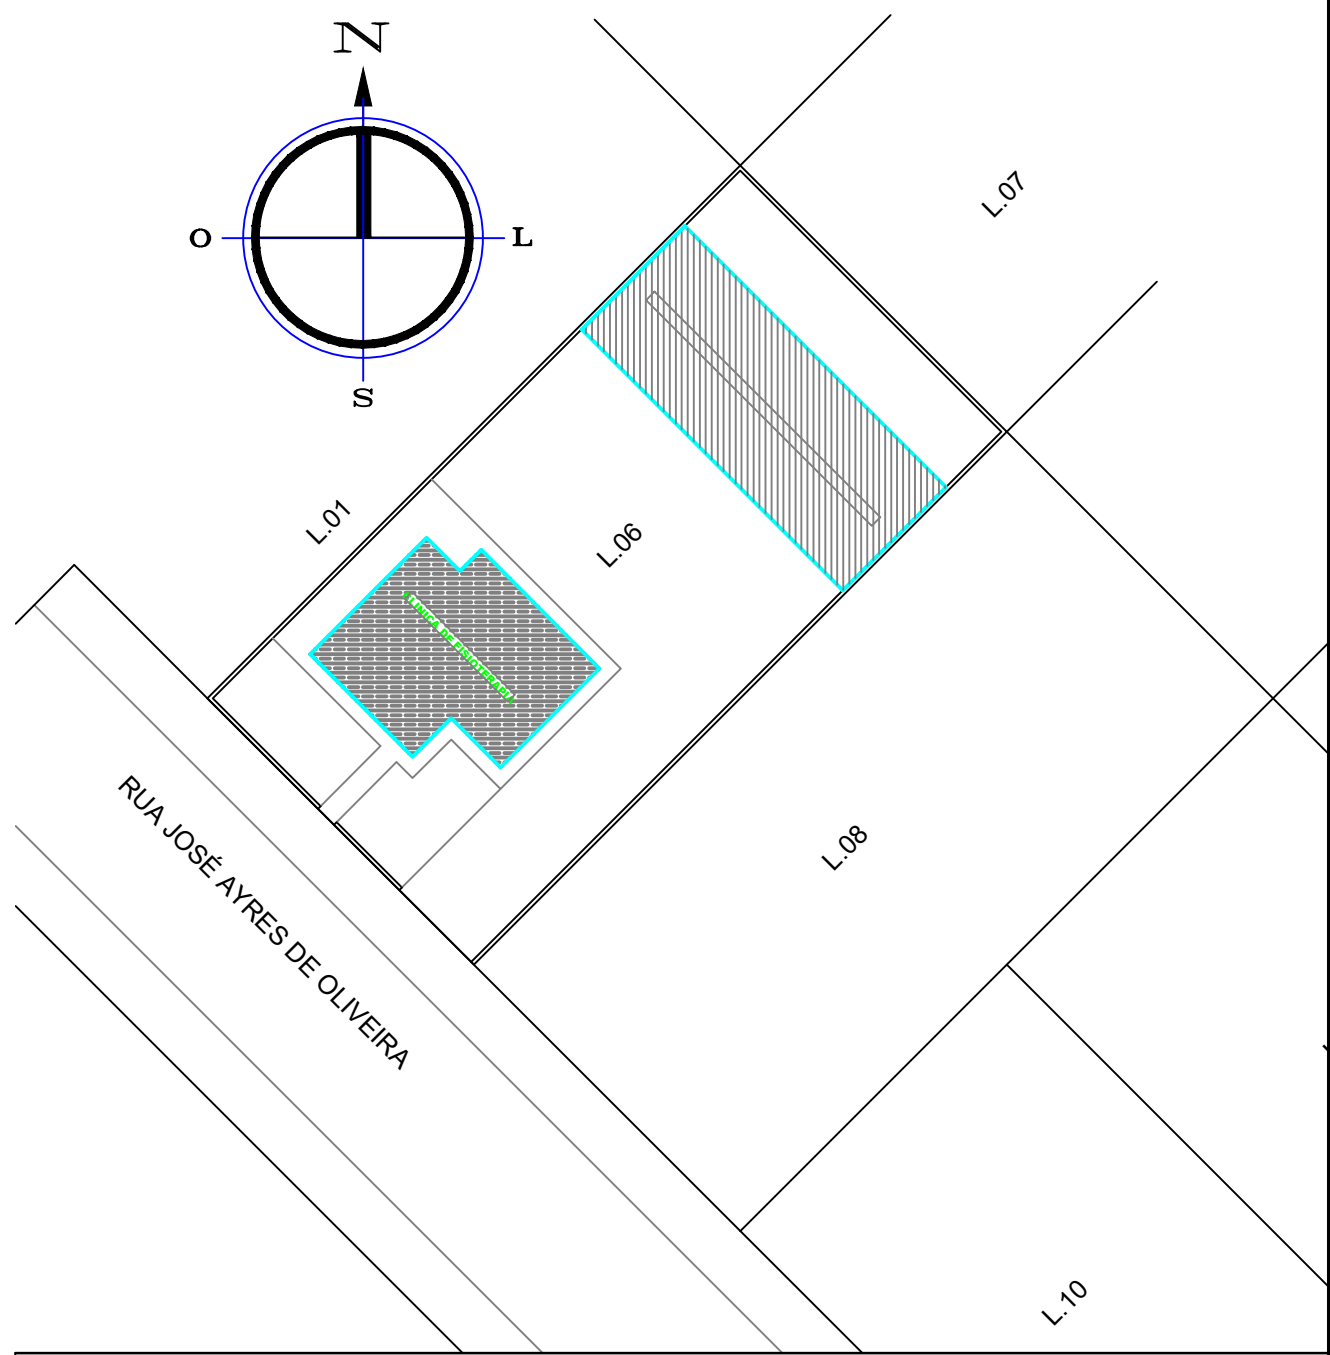 N
O
L
S
L.07
L.01
L.06
CLÍNICA DE FISIOTERAPIA
RUA JOSÉ AYRES DE OLIVEIRA
L.08
L.10